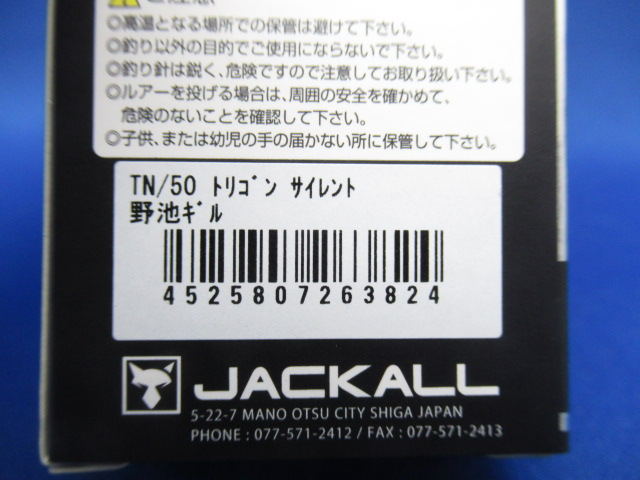 ◎高温となる場所での保管は避けて下さい。
◎釣り以外の目的でご使用にならないで下さい。
◎釣り針は鋭く、危険ですので注意してお取り扱い下さい。
◎ルアーを投げる場合は、周囲の安全を確かめて、
危険のないことを確認して下さい。
◎子供、または幼児の手の届かない所に保管して下さい。
TN/50 ﾄﾘｺﾞﾝ ｻｲﾚﾝﾄ
野池ｷﾞﾙ
4525807263824
JACKALL
5-22-7 MANO OTSU CITY SHIGA JAPAN
PHONE : 077-571-2412 / FAX : 077-571-2413